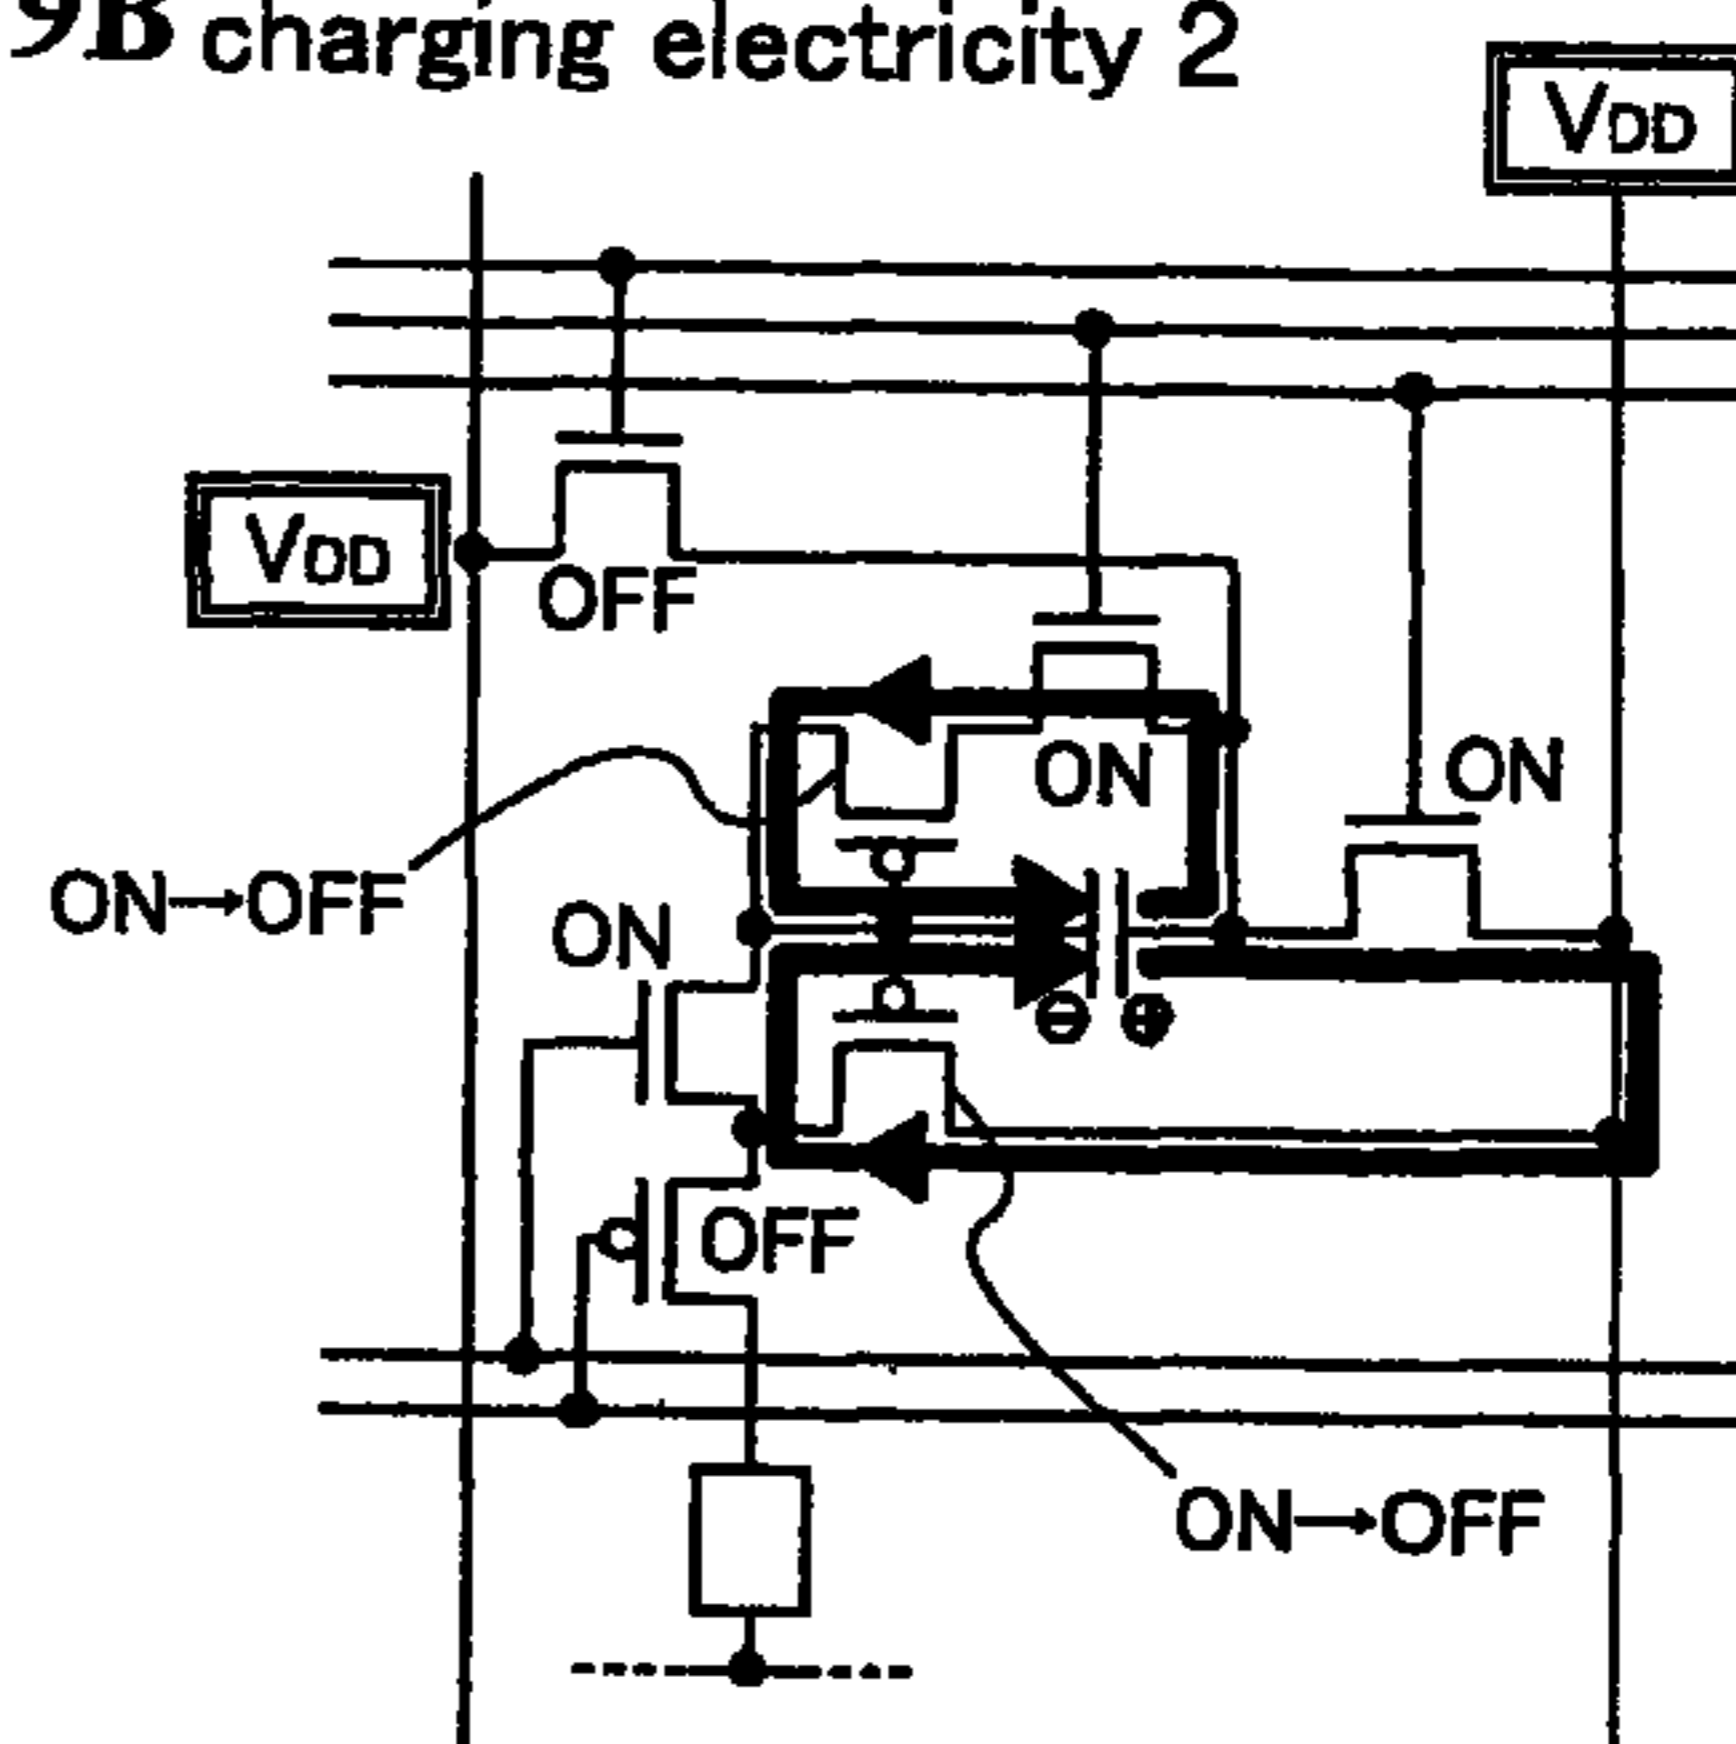 9B charging electricity 2
VDD
VDD
OFF
ON
ON
ON→OFF
ON
⊖ ⊕
OFF
ON→OFF